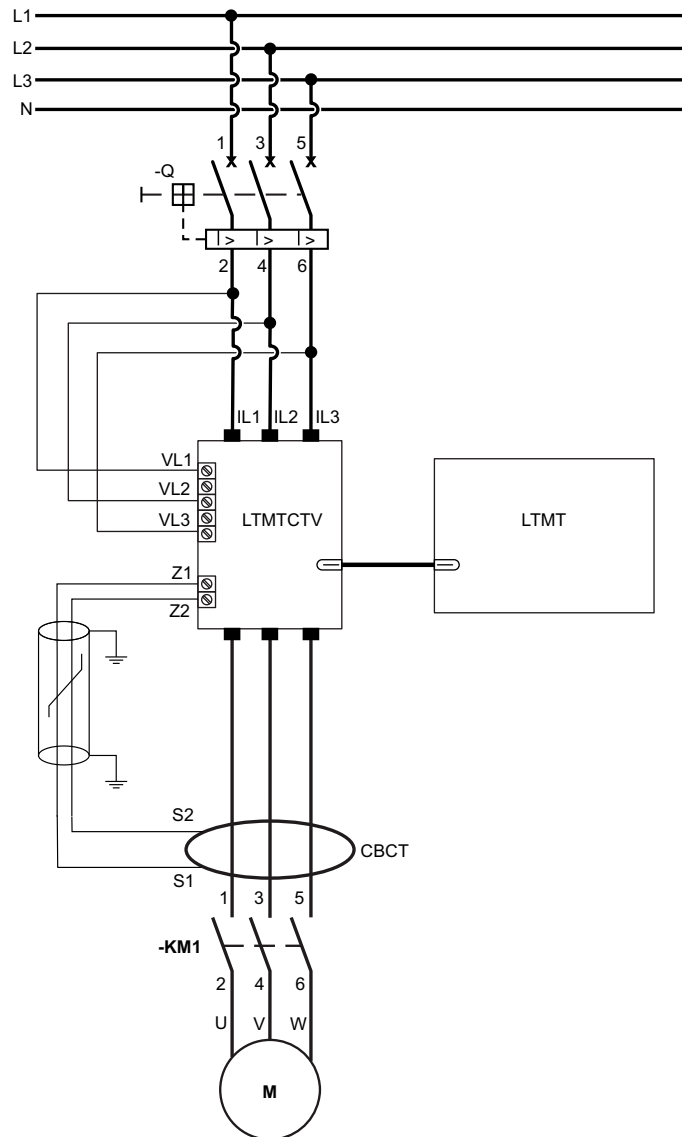 L1
L2
L3
N
1 3 5
-Q
I> I> I>
2 4 6
IL1 IL2 IL3
VL1
VL2
VL3
LTMTCTV
LTMT
Z1
Z2
S2
CBCT
S1
1 3 5
-KM1
2 4 6
U V W
M